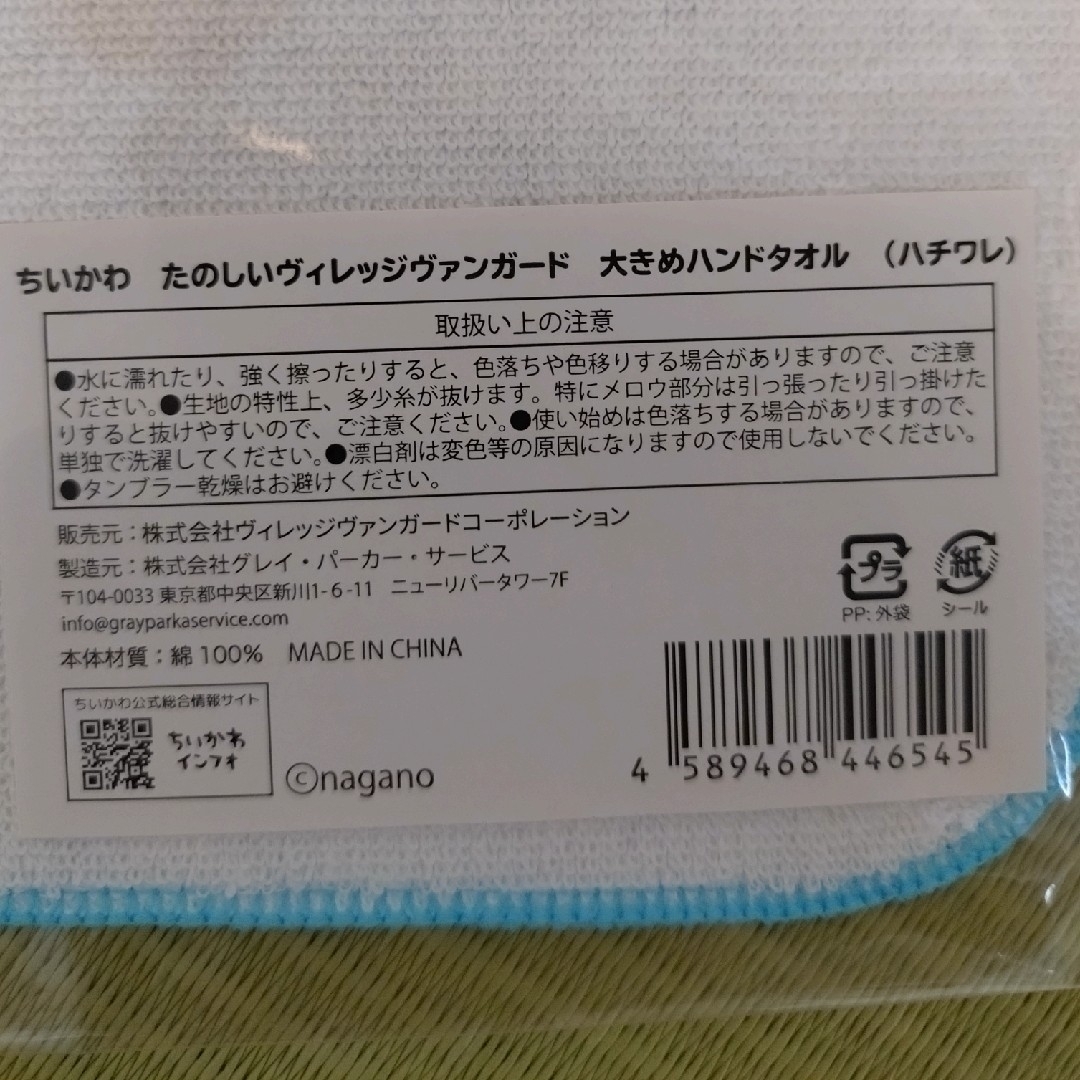 ちいかわ　たのしいヴィレッジヴァンガード　大きめハンドタオル　（ハチワレ）
取扱い上の注意
●水に濡れたり、強く擦ったりすると、色落ちや色移りする場合がありますので、ご注意
ください。●生地の特性上、多少糸が抜けます。特にメロウ部分は引っ張ったり引っ掛けた
りすると抜けやすいので、ご注意ください。●使い始めは色落ちする場合がありますので、
単独で洗濯してください。●漂白剤は変色等の原因になりますので使用しないでください。
●タンブラー乾燥はお避けください。
販売元：株式会社ヴィレッジヴァンガードコーポレーション
製造元：株式会社グレイ・パーカー・サービス
〒104-0033 東京都中央区新川1-6-11　ニューリバータワー7F
info@grayparkaservice.com
本体材質：綿 100%　MADE IN CHINA
プラ
PP: 外袋
紙
シール
ちいかわ公式総合情報サイト
ちいかわ
インフォ
©nagano
4 589468 446545